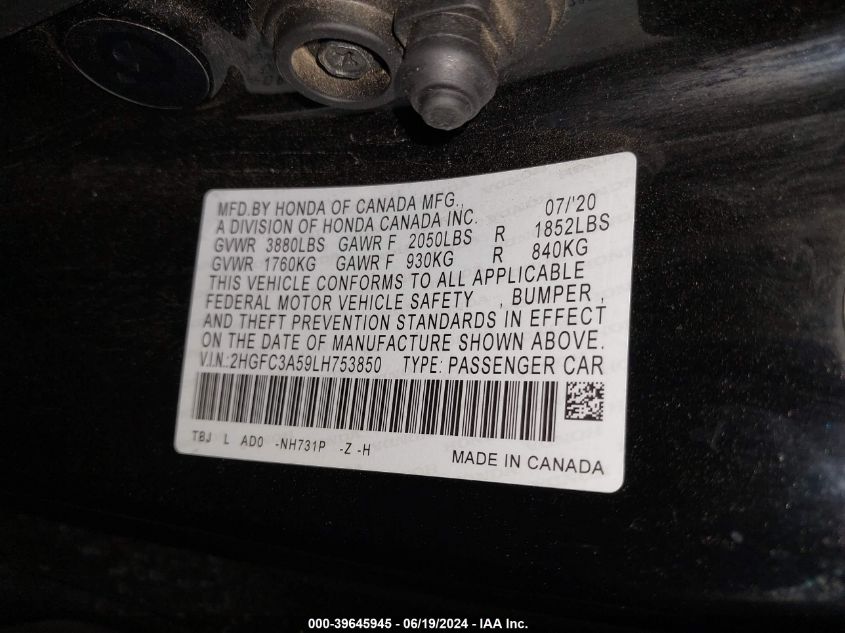 MFD.BY HONDA OF CANADA MFG., 07/'20
A DIVISION OF HONDA CANADA INC.
GVWR 3880LBS GAWR F 2050LBS R 1852LBS
GVWR 1760KG GAWR F 930KG R 840KG
THIS VEHICLE CONFORMS TO ALL APPLICABLE
FEDERAL MOTOR VEHICLE SAFETY , BUMPER ,
AND THEFT PREVENTION STANDARDS IN EFFECT
ON THE DATE OF MANUFACTURE SHOWN ABOVE.
V.I.N.:2HGFC3A59LH753850 TYPE: PASSENGER CAR
TBJ L AD0 -NH731P -Z -H
MADE IN CANADA
000-39645945 - 06/19/2024 - IAA Inc.